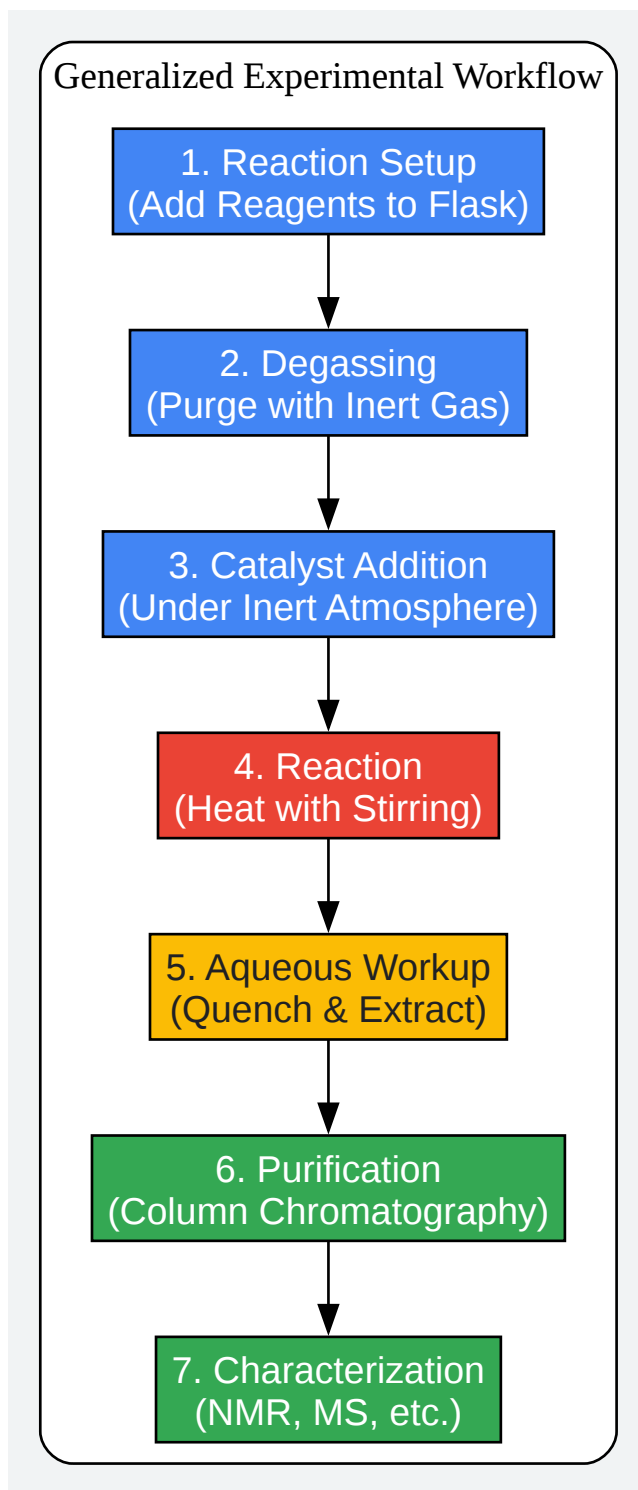 Generalized Experimental Workflow
1. Reaction Setup
(Add Reagents to Flask)
2. Degassing
(Purge with Inert Gas)
3. Catalyst Addition
(Under Inert Atmosphere)
4. Reaction
(Heat with Stirring)
5. Aqueous Workup
(Quench & Extract)
6. Purification
(Column Chromatography)
7. Characterization
(NMR, MS, etc.)